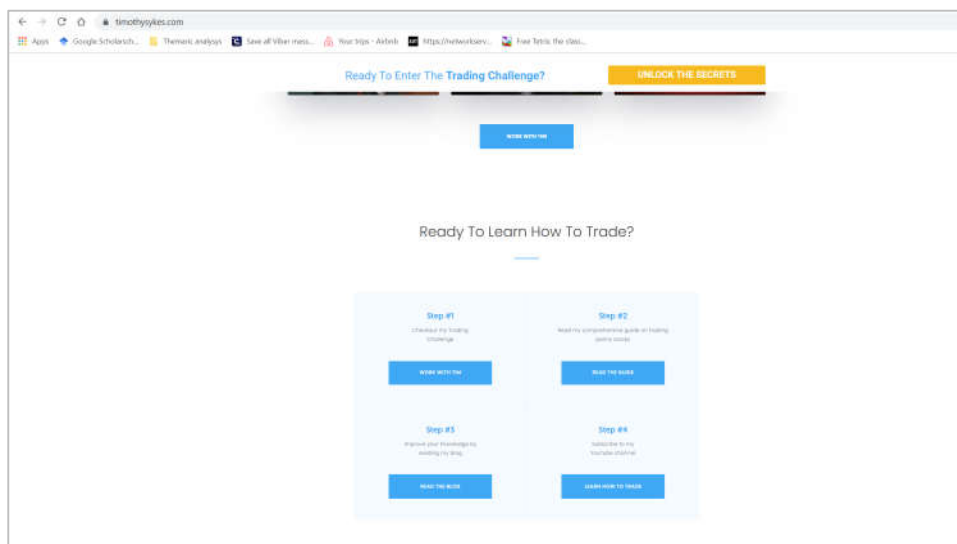 timothysykes.com
Apps Google Scholarsch... Thematic analysys Save all Viber mess... Your trips - Airbnb https://networkserv... Free Tetris: the class...
Ready To Enter The Trading Challenge? UNLOCK THE SECRETS
WORK WITH TIM
Ready To Learn How To Trade?
Step #1
Checkout my Trading
Challenge
WORK WITH TIM
Step #2
Read my comprehensive guide on trading
penny stocks
READ THE GUIDE
Step #3
Improve your knowledge by
reading my blog
READ THE BLOG
Step #4
Subscribe to my
YouTube channel
LEARN HOW TO TRADE